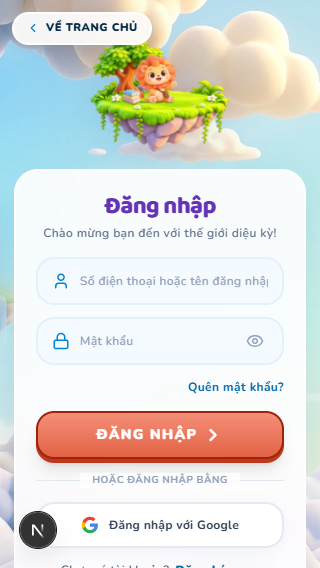 VỀ TRANG CHỦ
Đăng nhập
Chào mừng bạn đến với thế giới diệu kỳ!
Số điện thoại hoặc tên đăng nhập
Mật khẩu
Quên mật khẩu?
ĐĂNG NHẬP
HOẶC ĐĂNG NHẬP BẰNG
N
Đăng nhập với Google